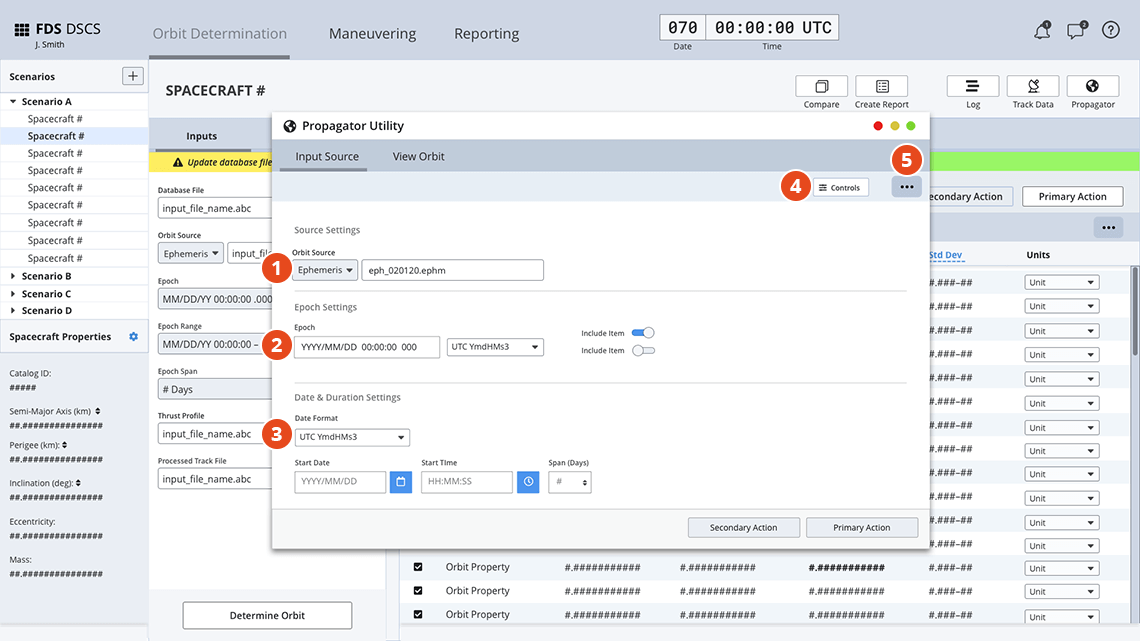 FDS DSCS
J. Smith
Orbit Determination
Maneuvering
Reporting
070
00:00:00 UTC
Date
Time
1
2
?
Scenarios
+
Scenario A
Spacecraft #
Spacecraft #
Spacecraft #
Spacecraft #
Spacecraft #
Spacecraft #
Spacecraft #
Spacecraft #
Spacecraft #
Scenario B
Scenario C
Scenario D
Spacecraft Properties
Catalog ID:
#####
Semi-Major Axis (km)
##.###############
Perigee (km):
##.###############
Inclination (deg):
##.###############
Eccentricity:
##.###############
Mass:
##.###############
SPACECRAFT #
Compare
Create Report
Log
Track Data
Propagator
Inputs
Update database file
Database File
input_file_name.abc
Orbit Source
Ephemeris
input_file
Epoch
MM/DD/YY 00:00:00 .000
Epoch Range
MM/DD/YY 00:00:00 –
Epoch Span
# Days
Thrust Profile
input_file_name.abc
Processed Track File
input_file_name.abc
Determine Orbit
Propagator Utility
Input Source
View Orbit
5
4
Controls
...
Source Settings
Orbit Source
1
Ephemeris
eph_020120.ephm
Epoch Settings
Epoch
2
YYYY/MM/DD 00:00:00 000
UTC YmdHMs3
Include Item
Include Item
Date & Duration Settings
Date Format
3
UTC YmdHMs3
Start Date
Start TIme
Span (Days)
YYYY/MM/DD
HH:MM:SS
#
Secondary Action
Primary Action
econdary Action
Primary Action
...
Std Dev
Units
#.###–##
Unit
#.###–##
Unit
#.###–##
Unit
#.###–##
Unit
#.###–##
Unit
#.###–##
Unit
#.###–##
Unit
#.###–##
Unit
#.###–##
Unit
#.###–##
Unit
#.###–##
Unit
#.###–##
Unit
Orbit Property
#.###########
#.###########
#.###########
#.###–##
Unit
Orbit Property
#.###########
#.###########
#.###########
#.###–##
Unit
Orbit Property
#.###########
#.###########
#.###########
#.###–##
Unit